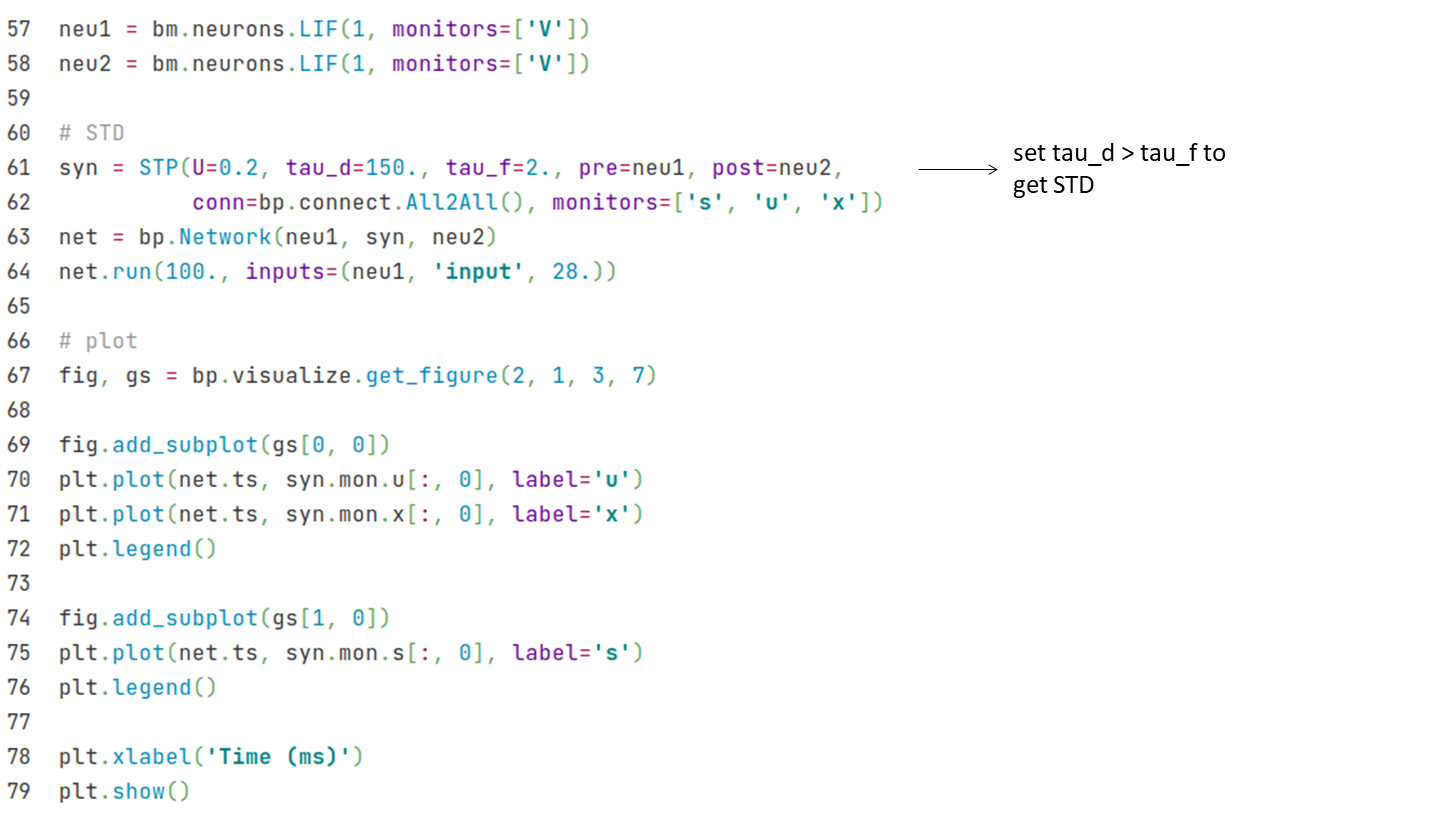 57 neu1 = bm.neurons.LIF(1, monitors=['V'])
58 neu2 = bm.neurons.LIF(1, monitors=['V'])
59
60 # STD
61 syn = STP(U=0.2, tau_d=150., tau_f=2., pre=neu1, post=neu2,
62           conn=bp.connect.All2All(), monitors=['s', 'u', 'x'])
63 net = bp.Network(neu1, syn, neu2)
64 net.run(100., inputs=(neu1, 'input', 28.))
65
66 # plot
67 fig, gs = bp.visualize.get_figure(2, 1, 3, 7)
68
69 fig.add_subplot(gs[0, 0])
70 plt.plot(net.ts, syn.mon.u[:, 0], label='u')
71 plt.plot(net.ts, syn.mon.x[:, 0], label='x')
72 plt.legend()
73
74 fig.add_subplot(gs[1, 0])
75 plt.plot(net.ts, syn.mon.s[:, 0], label='s')
76 plt.legend()
77
78 plt.xlabel('Time (ms)')
79 plt.show()
set tau_d > tau_f to
get STD